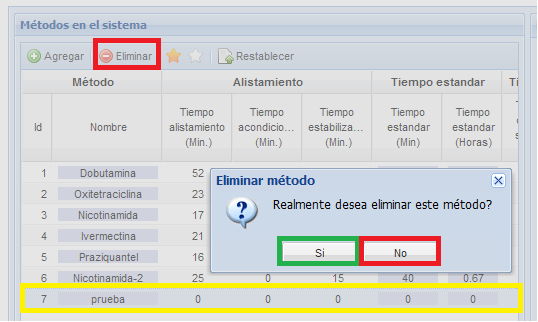 Métodos en el sistema
Agregar Eliminar Restablecer
Método Alistamiento Tiempo estandar
Id Nombre Tiempo alistamiento (Min.) Tiempo acondicio... (Min.) Tiempo estabiliza... (Min.) Tiempo estandar (Min) Tiempo estandar (Horas)
1 Dobutamina 52
2 Oxitetraciclina 23
3 Nicotinamida 17
4 Ivermectina 21
5 Praziquantel 16
6 Nicotinamida-2 25 0 15 40 0.67
7 prueba 0 0 0 0 0
Eliminar método
Realmente desea eliminar este método?
Si No